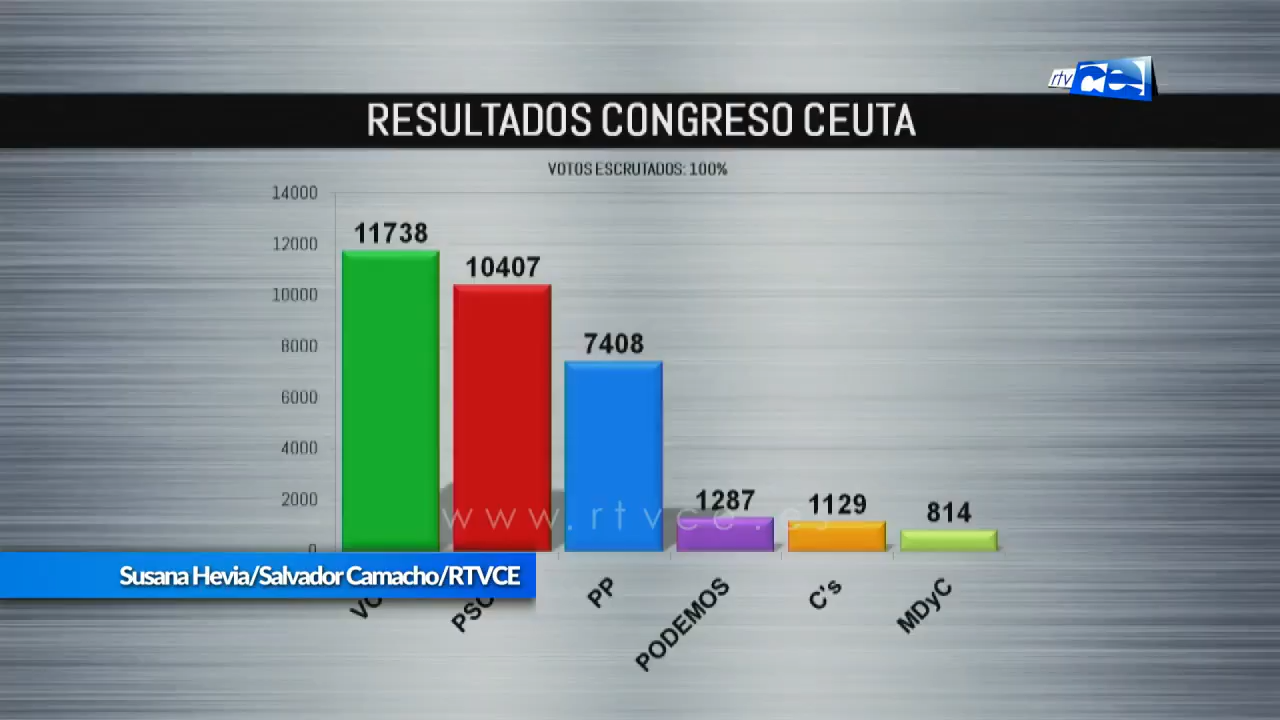 rtv ce!
RESULTADOS CONGRESO CEUTA
VOTOS ESCRUTADOS: 100%
14000
12000
10000
8000
6000
4000
2000
0
11738
10407
7408
1287
1129
814
www.rtvce.es
Susana Hevia/Salvador Camacho/RTVCE
PP
PODEMOS
C's
MDyC